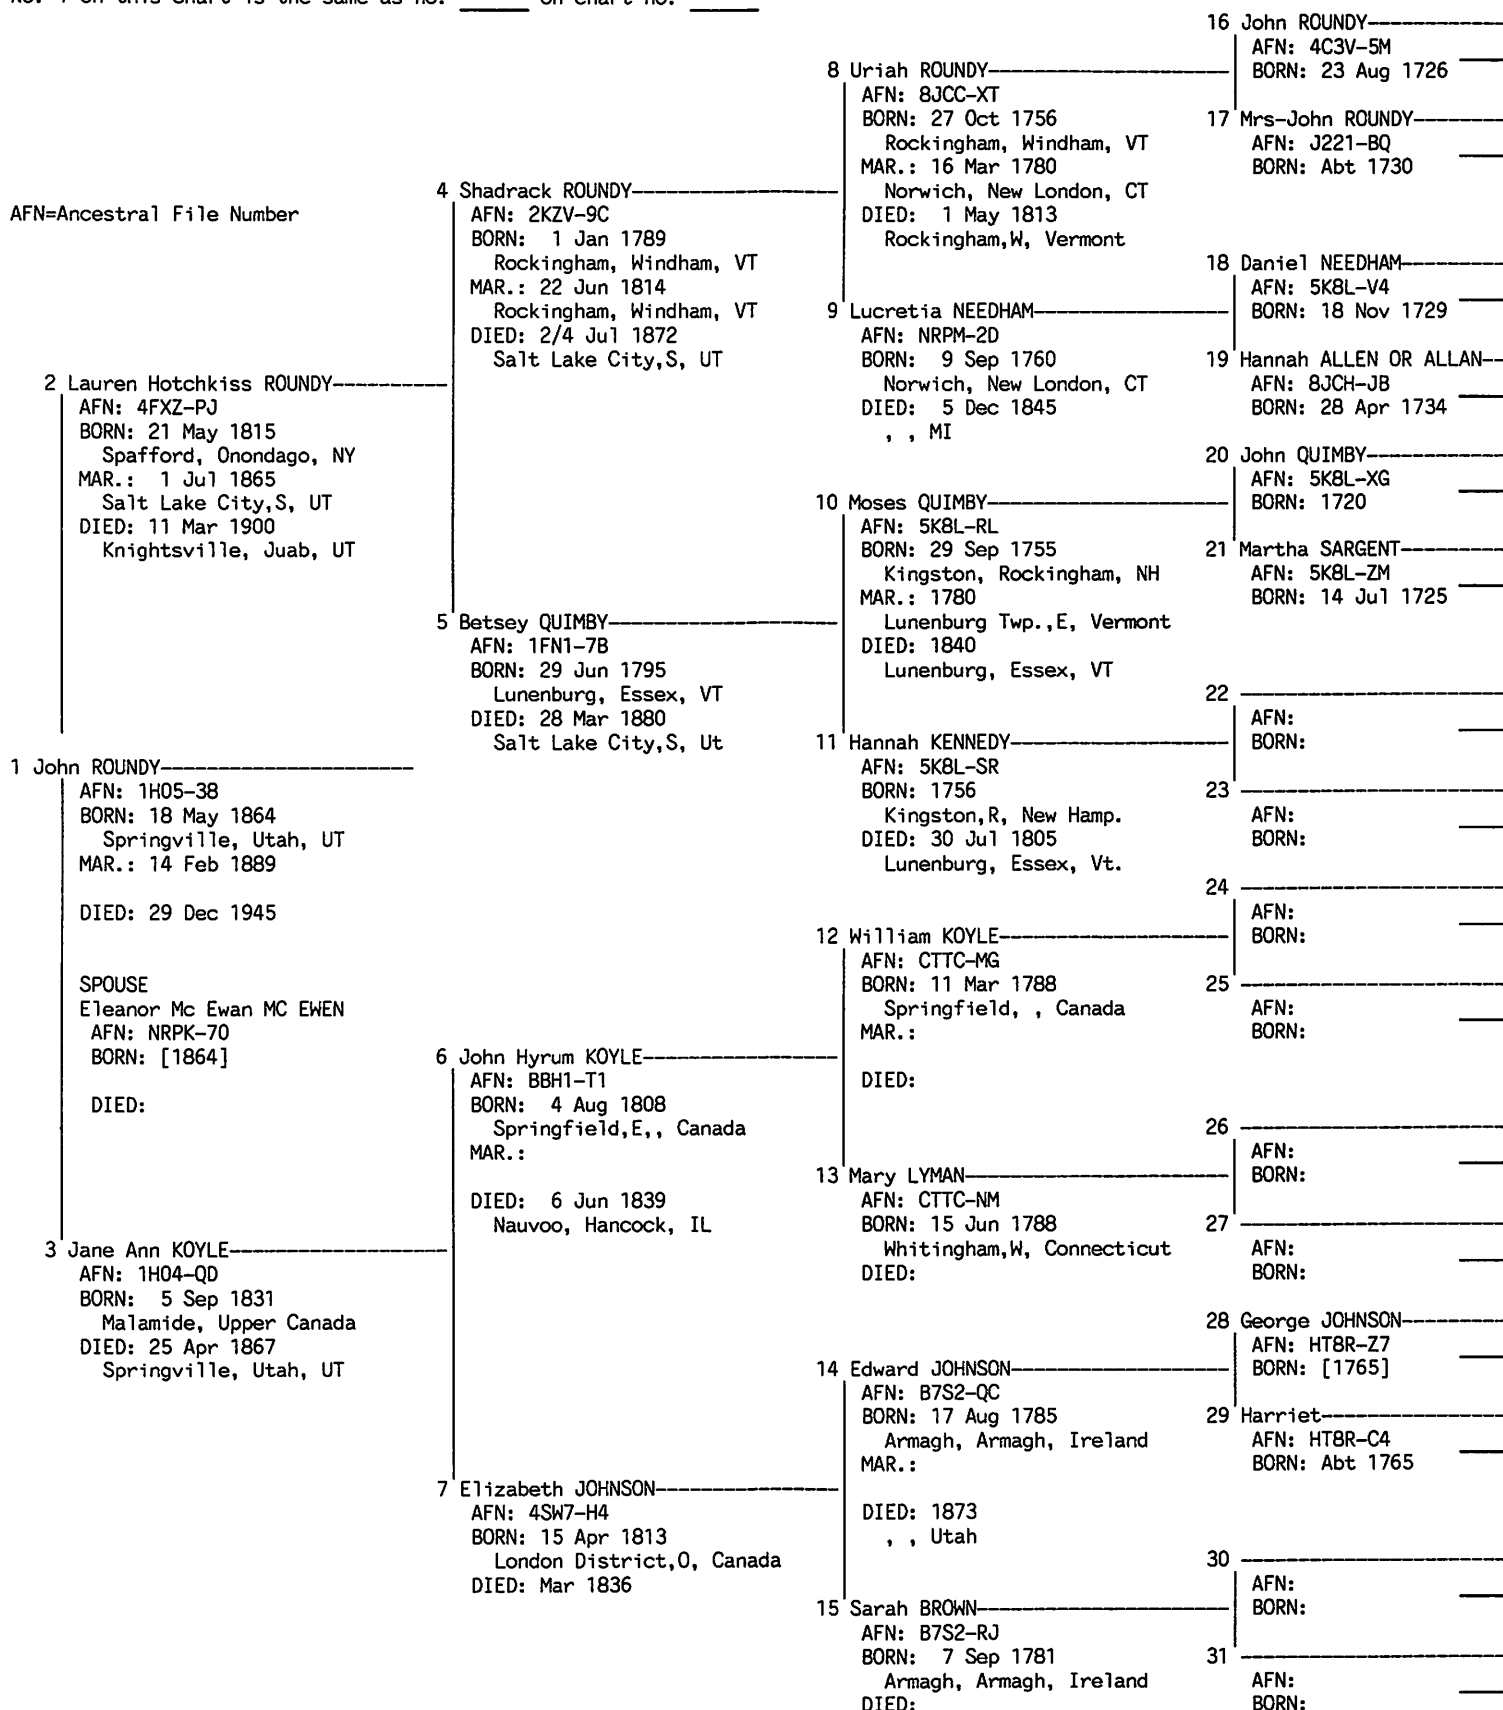 No. 1 on this chart is the same as no. ______ on chart no. ______
AFN=Ancestral File Number
1 John ROUNDY
AFN: 1H05-38
BORN: 18 May 1864
Springville, Utah, UT
MAR.: 14 Feb 1889
DIED: 29 Dec 1945
SPOUSE
Eleanor Mc Ewan MC EWEN
AFN: NRPK-70
BORN: [1864]
DIED:
2 Lauren Hotchkiss ROUNDY
AFN: 4FXZ-PJ
BORN: 21 May 1815
Spafford, Onondago, NY
MAR.: 1 Jul 1865
Salt Lake City,S, UT
DIED: 11 Mar 1900
Knightsville, Juab, UT
3 Jane Ann KOYLE
AFN: 1H04-QD
BORN: 5 Sep 1831
Malamide, Upper Canada
DIED: 25 Apr 1867
Springville, Utah, UT
4 Shadrack ROUNDY
AFN: 2KZV-9C
BORN: 1 Jan 1789
Rockingham, Windham, VT
MAR.: 22 Jun 1814
Rockingham, Windham, VT
DIED: 2/4 Jul 1872
Salt Lake City,S, UT
5 Betsey QUIMBY
AFN: 1FN1-7B
BORN: 29 Jun 1795
Lunenburg, Essex, VT
DIED: 28 Mar 1880
Salt Lake City,S, Ut
6 John Hyrum KOYLE
AFN: BBH1-T1
BORN: 4 Aug 1808
Springfield,E,, Canada
MAR.:
DIED: 6 Jun 1839
Nauvoo, Hancock, IL
7 Elizabeth JOHNSON
AFN: 4SW7-H4
BORN: 15 Apr 1813
London District,O, Canada
DIED: Mar 1836
8 Uriah ROUNDY
AFN: 8JCC-XT
BORN: 27 Oct 1756
Rockingham, Windham, VT
MAR.: 16 Mar 1780
Norwich, New London, CT
DIED: 1 May 1813
Rockingham,W, Vermont
9 Lucretia NEEDHAM
AFN: NRPM-2D
BORN: 9 Sep 1760
Norwich, New London, CT
DIED: 5 Dec 1845
, , MI
10 Moses QUIMBY
AFN: 5K8L-RL
BORN: 29 Sep 1755
Kingston, Rockingham, NH
MAR.: 1780
Lunenburg Twp.,E, Vermont
DIED: 1840
Lunenburg, Essex, VT
11 Hannah KENNEDY
AFN: 5K8L-SR
BORN: 1756
Kingston,R, New Hamp.
DIED: 30 Jul 1805
Lunenburg, Essex, Vt.
12 William KOYLE
AFN: CTTC-MG
BORN: 11 Mar 1788
Springfield, , Canada
MAR.:
DIED:
13 Mary LYMAN
AFN: CTTC-NM
BORN: 15 Jun 1788
Whitingham,W, Connecticut
DIED:
14 Edward JOHNSON
AFN: B7S2-QC
BORN: 17 Aug 1785
Armagh, Armagh, Ireland
MAR.:
DIED: 1873
, , Utah
15 Sarah BROWN
AFN: B7S2-RJ
BORN: 7 Sep 1781
Armagh, Armagh, Ireland
DIED:
16 John ROUNDY
AFN: 4C3V-5M
BORN: 23 Aug 1726
17 Mrs-John ROUNDY
AFN: J221-BQ
BORN: Abt 1730
18 Daniel NEEDHAM
AFN: 5K8L-V4
BORN: 18 Nov 1729
19 Hannah ALLEN OR ALLAN
AFN: 8JCH-JB
BORN: 28 Apr 1734
20 John QUIMBY
AFN: 5K8L-XG
BORN: 1720
21 Martha SARGENT
AFN: 5K8L-ZM
BORN: 14 Jul 1725
22
AFN:
BORN:
23
AFN:
BORN:
24
AFN:
BORN:
25
AFN:
BORN:
26
AFN:
BORN:
27
AFN:
BORN:
28 George JOHNSON
AFN: HT8R-Z7
BORN: [1765]
29 Harriet
AFN: HT8R-C4
BORN: Abt 1765
30
AFN:
BORN:
31
AFN:
BORN: